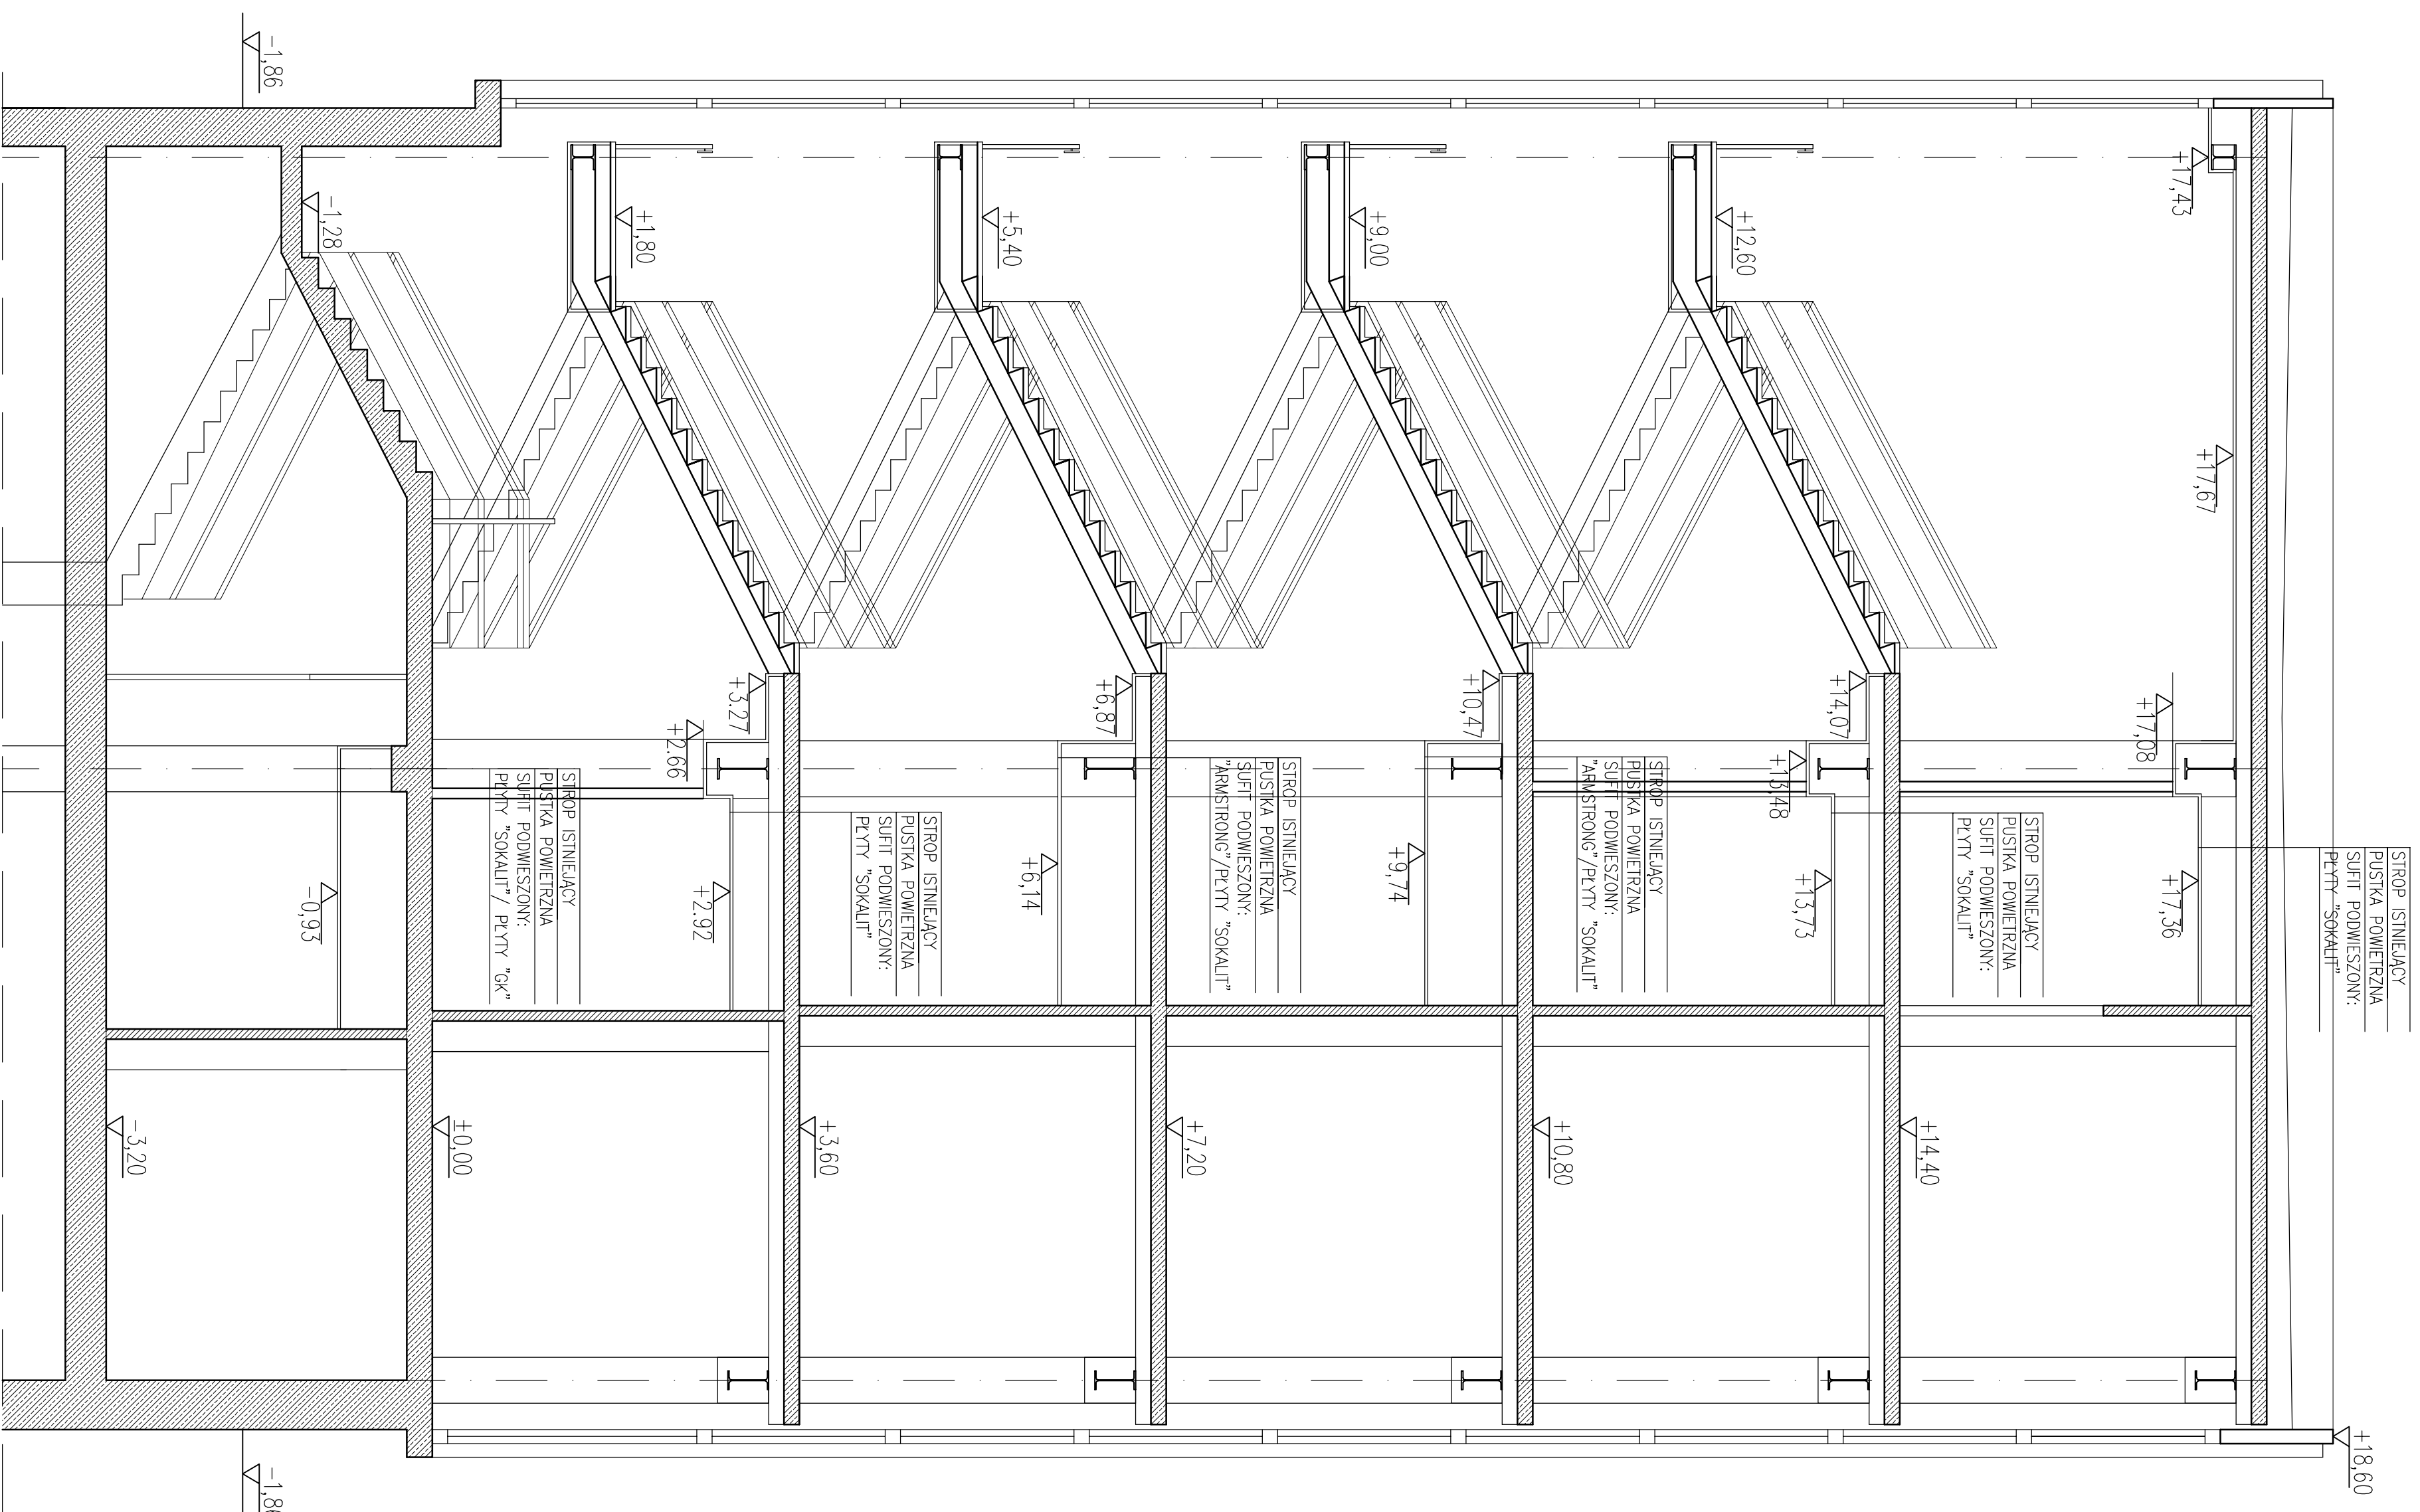 STROP ISTNIEJĄCY
PUSTKA POWIETRZNA
SUFIT PODWIESZONY:
PŁYTY "SOKALIT"
+18,60
+17,67
+17,43
+17,36
+17,08
STROP ISTNIEJĄCY
PUSTKA POWIETRZNA
SUFIT PODWIESZONY:
PŁYTY "SOKALIT"
+14,40
+14,07
+13,73
+13,48
+12,60
STROP ISTNIEJĄCY
PUSTKA POWIETRZNA
SUFIT PODWIESZONY:
"ARMSTRONG"/PŁYTY "SOKALIT"
+10,80
+10,47
+9,74
+9,00
STROP ISTNIEJĄCY
PUSTKA POWIETRZNA
SUFIT PODWIESZONY:
"ARMSTRONG"/PŁYTY "SOKALIT"
+7,20
+6,87
+6,14
+5,40
STROP ISTNIEJĄCY
PUSTKA POWIETRZNA
SUFIT PODWIESZONY:
PŁYTY "SOKALIT"
+3,60
+3.27
+2.92
+2.66
+1,80
STROP ISTNIEJĄCY
PUSTKA POWIETRZNA
SUFIT PODWIESZONY:
PŁYTY "SOKALIT"/ PŁYTY "GK"
±0,00
-0,93
-1,28
-1,86
-1,86
-3,20